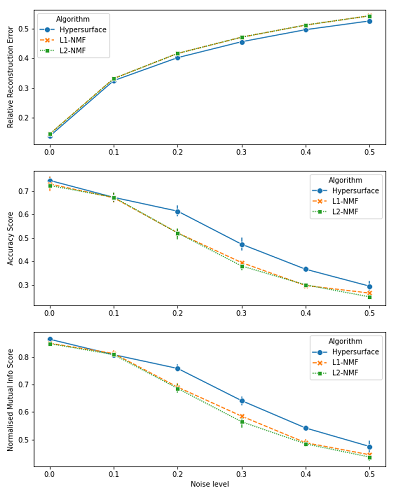 Algorithm
Hypersurface
L1-NMF
L2-NMF
Relative Reconstruction Error
0.5
0.4
0.3
0.2
0.0 0.1 0.2 0.3 0.4 0.5
Algorithm
Hypersurface
L1-NMF
L2-NMF
Accuracy Score
0.7
0.6
0.5
0.4
0.3
0.0 0.1 0.2 0.3 0.4 0.5
Algorithm
Hypersurface
L1-NMF
L2-NMF
Normalised Mutual Info Score
0.8
0.7
0.6
0.5
0.0 0.1 0.2 0.3 0.4 0.5
Noise level